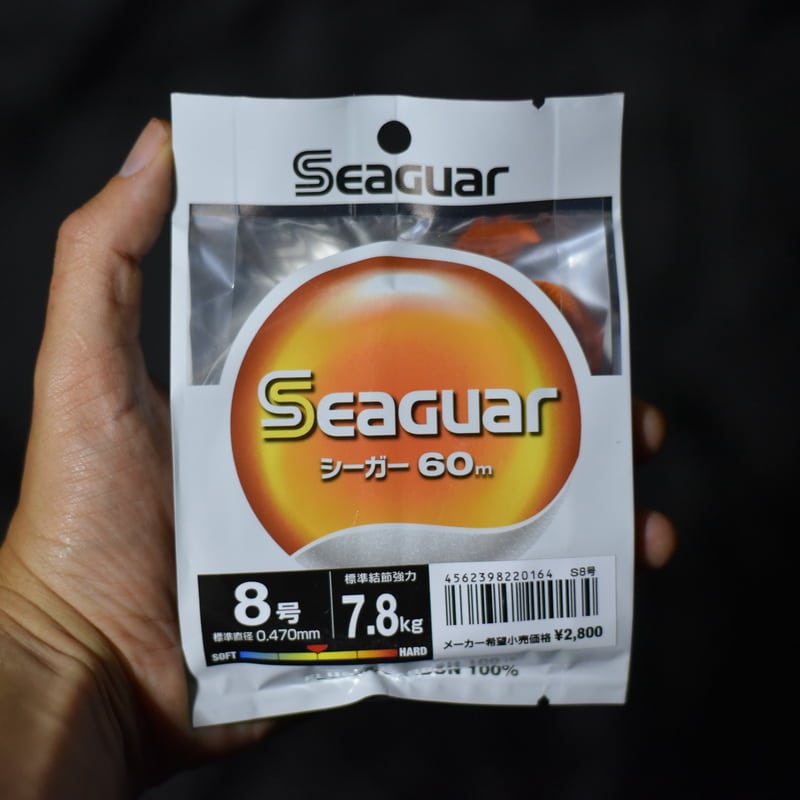 Seaguar
Seaguar
シーガー 60m
8号
標準直径 0.470mm
標準結節強力
7.8kg
SOFT HARD
4562398220164 S8号
メーカー希望小売価格 ¥2,800
100%